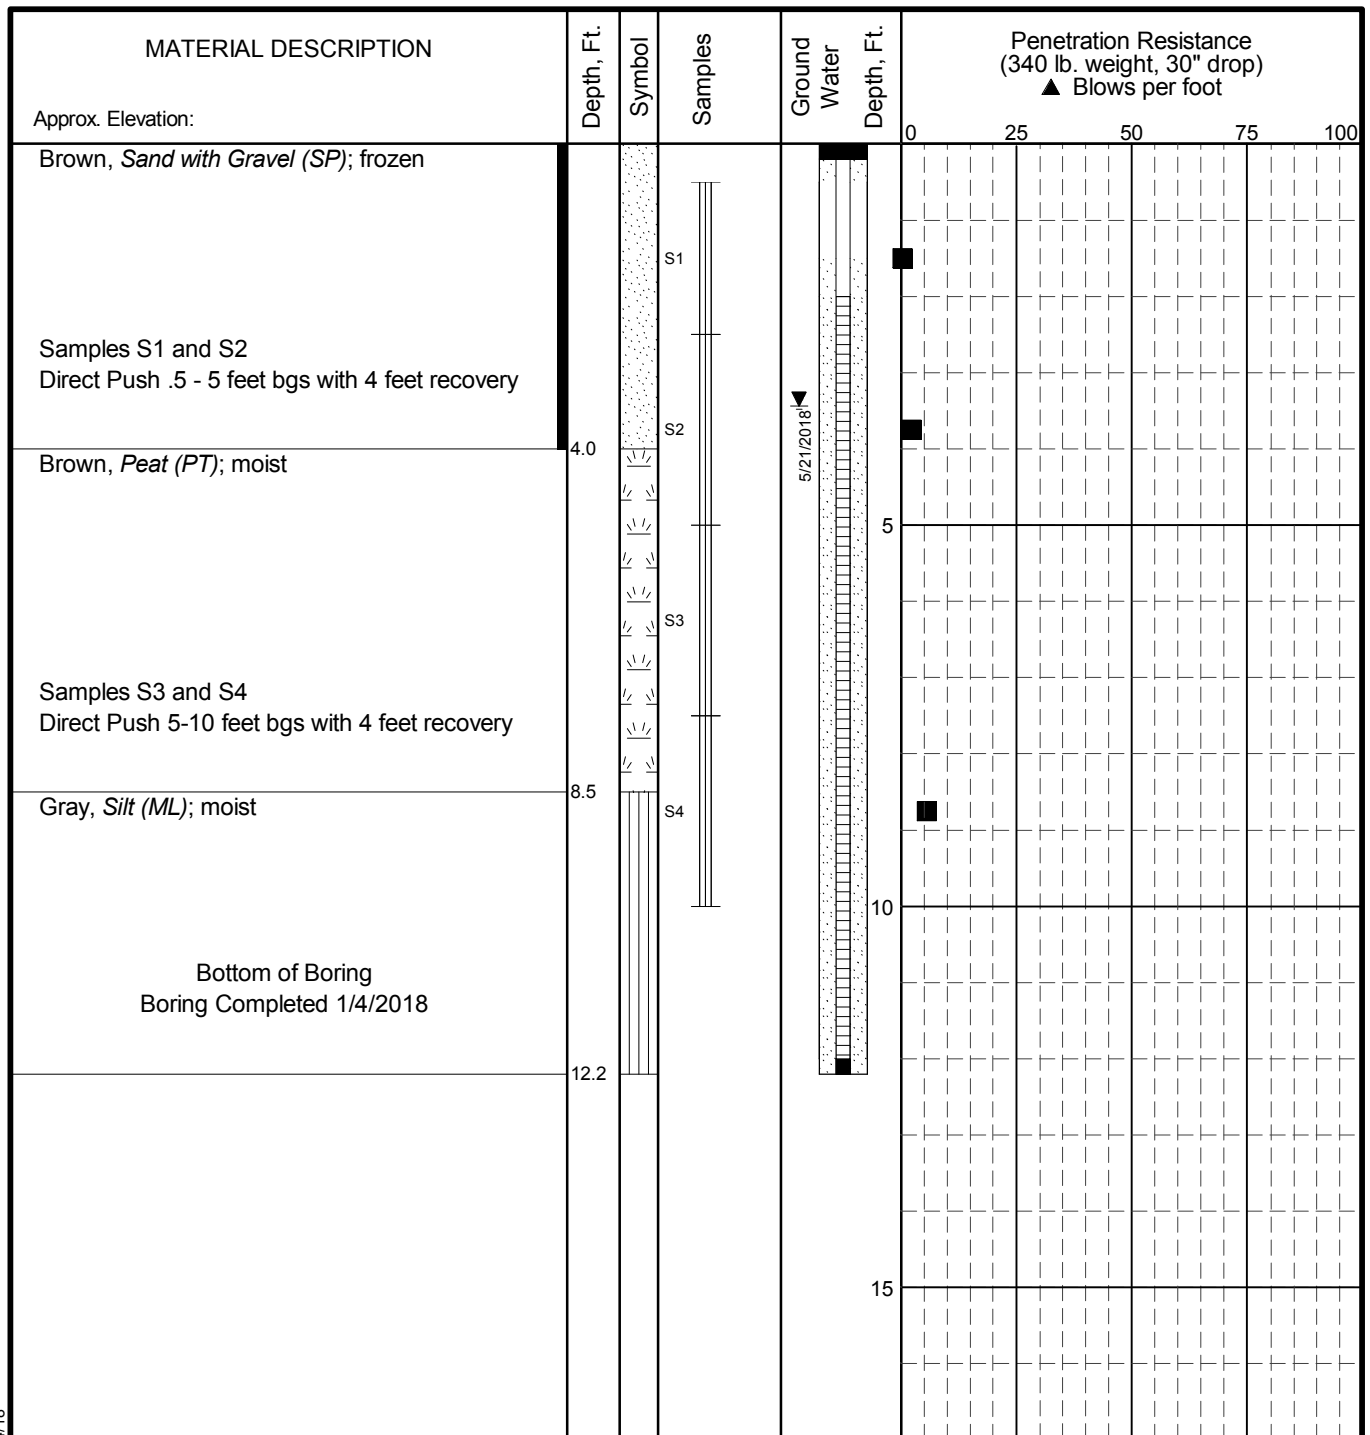 MATERIAL DESCRIPTION
Approx. Elevation:
Depth, Ft.
Symbol
Samples
Ground
Water
Depth, Ft.
Penetration Resistance
(340 lb. weight, 30" drop)
▲ Blows per foot
0 25 50 75 100
Brown, Sand with Gravel (SP); frozen
S1
Samples S1 and S2
Direct Push .5 - 5 feet bgs with 4 feet recovery
S2
5/21/2018
4.0
Brown, Peat (PT); moist
5
S3
Samples S3 and S4
Direct Push 5-10 feet bgs with 4 feet recovery
8.5
Gray, Silt (ML); moist
S4
10
Bottom of Boring
Boring Completed 1/4/2018
12.2
15